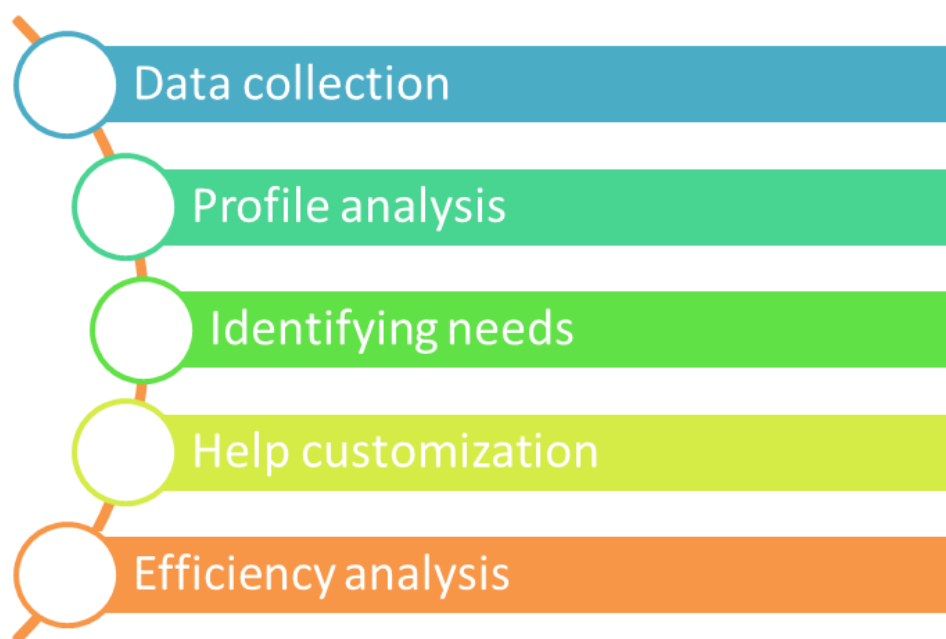 Data collection
Profile analysis
Identifying needs
Help customization
Efficiency analysis